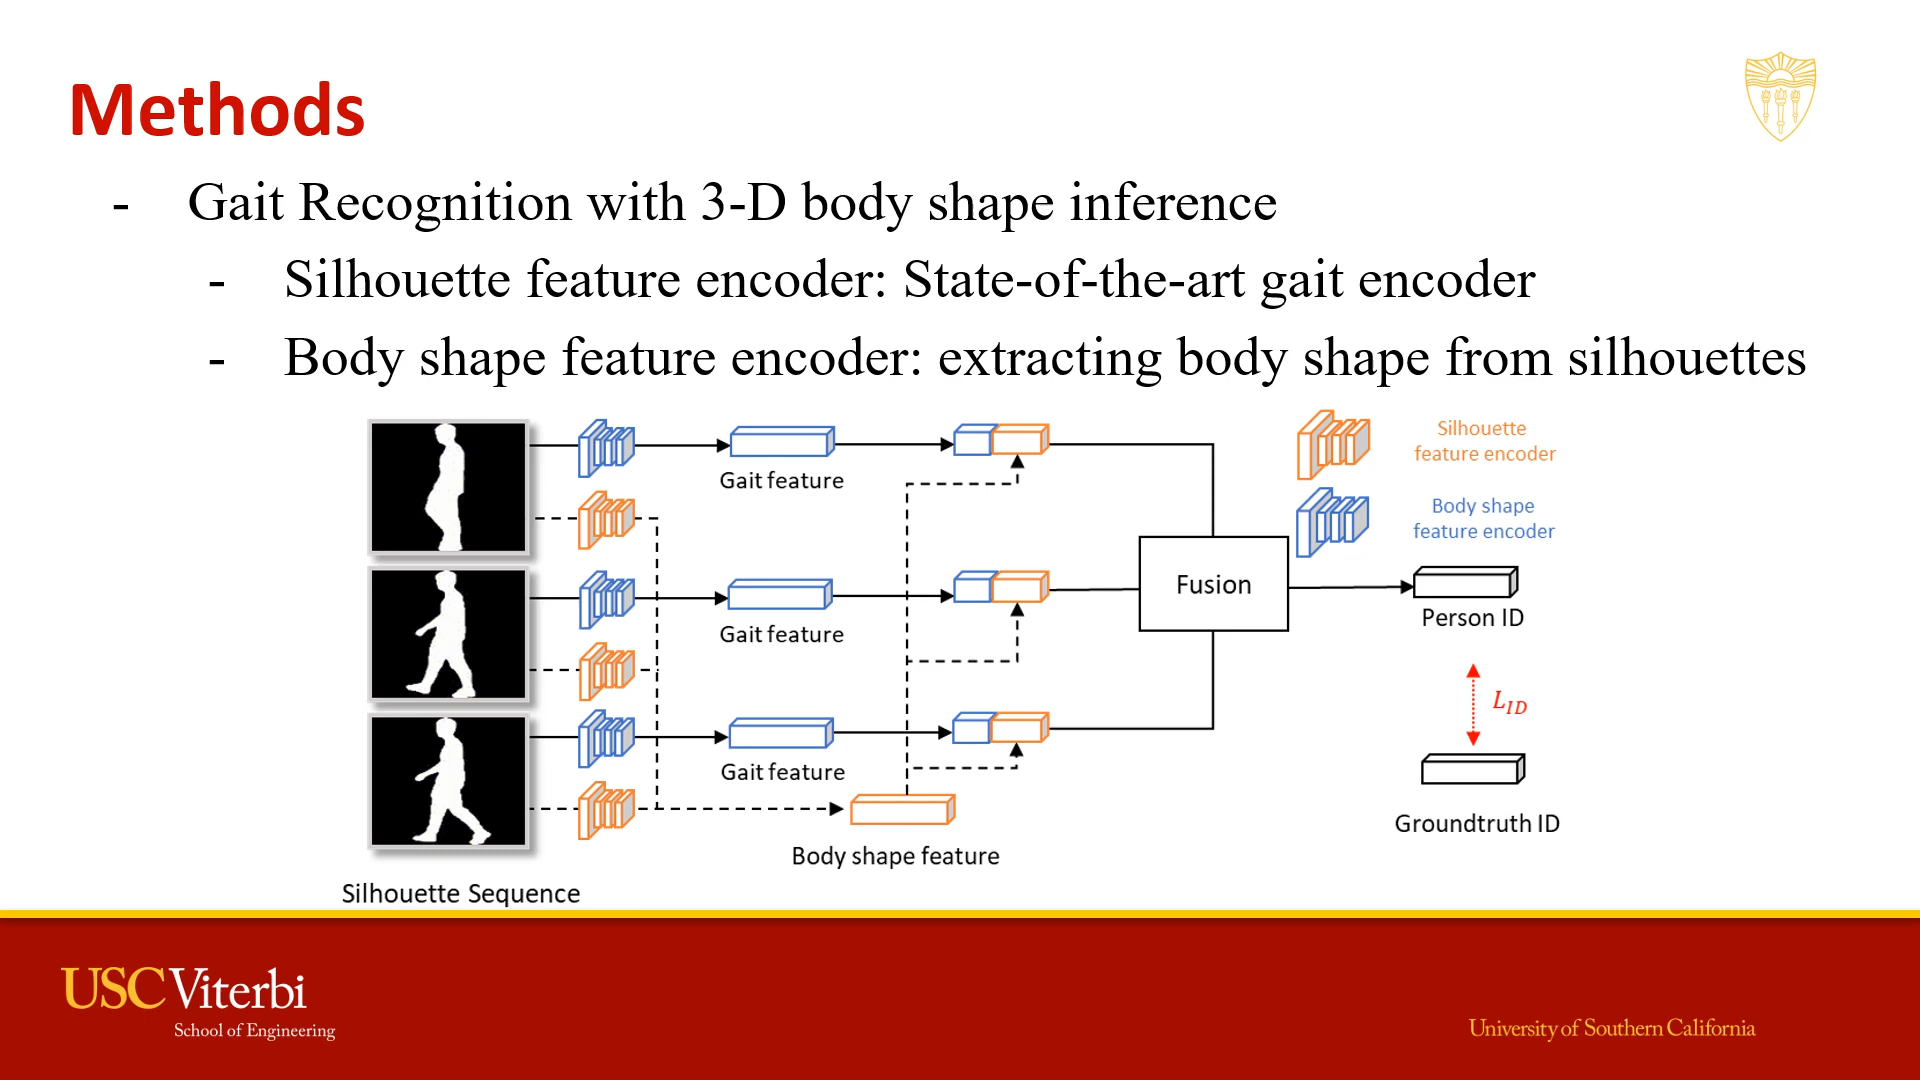 Methods
- Gait Recognition with 3-D body shape inference
- Silhouette feature encoder: State-of-the-art gait encoder
- Body shape feature encoder: extracting body shape from silhouettes
Gait feature
Gait feature
Gait feature
Body shape feature
Silhouette Sequence
Fusion
Silhouette
feature encoder
Body shape
feature encoder
Person ID
L_ID
Groundtruth ID
USC Viterbi
School of Engineering
University of Southern California